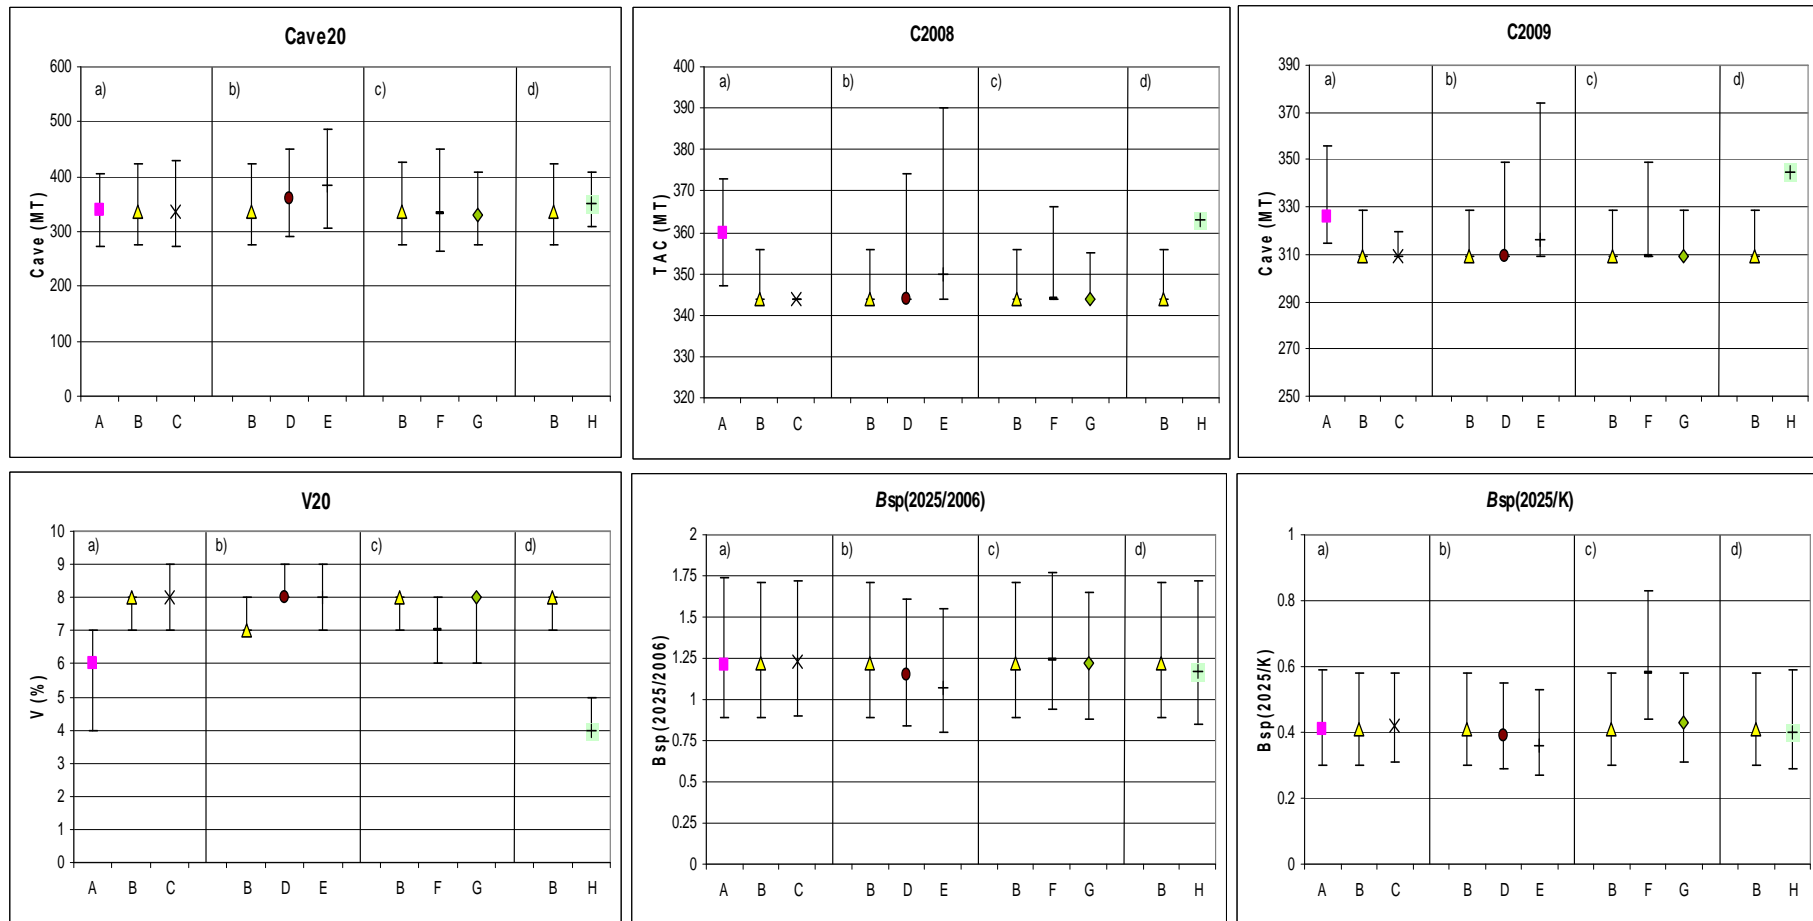 Cave20
Cave (MT)
600
500
400
300
200
100
0
a)
b)
c)
d)
A B C B D E B F G B H
C2008
TAC (MT)
400
390
380
370
360
350
340
330
320
a)
b)
c)
d)
A B C B D E B F G B H
C2009
Cave (MT)
390
370
350
330
310
290
270
250
a)
b)
c)
d)
A B C B D E B F G B H
V20
V (%)
10
9
8
7
6
5
4
3
2
1
0
a)
b)
c)
d)
A B C B D E B F G B H
Bsp(2025/2006)
Bsp(2025/2006)
2
1.75
1.5
1.25
1
0.75
0.5
0.25
0
a)
b)
c)
d)
A B C B D E B F G B H
Bsp(2025/K)
Bsp(2025/K)
1
0.8
0.6
0.4
0.2
0
a)
b)
c)
d)
A B C B D E B F G B H